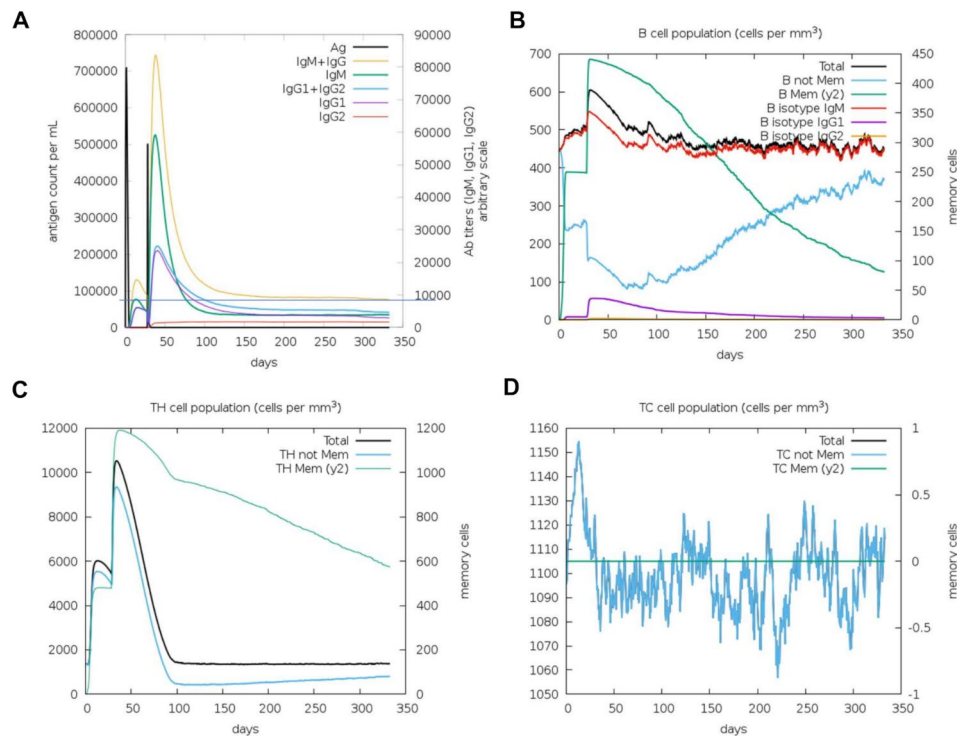 A
800000
700000
600000
500000
400000
300000
200000
100000
0
antigen count per mL
Ag
IgM+IgG
IgM
IgG1+IgG2
IgG1
IgG2
90000
80000
70000
60000
50000
40000
30000
20000
10000
0
Ab titers (IgM, IgG1, IgG2)
arbitrary scale
0 50 100 150 200 250 300 350
days
B
B cell population (cells per mm³)
700
600
500
400
300
200
100
0
Total
B not Mem
B Mem (y2)
B isotype IgM
B isotype IgG1
B isotype IgG2
450
400
350
300
250
200
150
100
50
0
memory cells
0 50 100 150 200 250 300 350
days
C
TH cell population (cells per mm³)
12000
10000
8000
6000
4000
2000
0
Total
TH not Mem
TH Mem (y2)
1200
1000
800
600
400
200
0
memory cells
0 50 100 150 200 250 300 350
days
D
TC cell population (cells per mm³)
1160
1150
1140
1130
1120
1110
1100
1090
1080
1070
1060
1050
Total
TC not Mem
TC Mem (y2)
1
0.5
0
-0.5
-1
memory cells
0 50 100 150 200 250 300 350
days